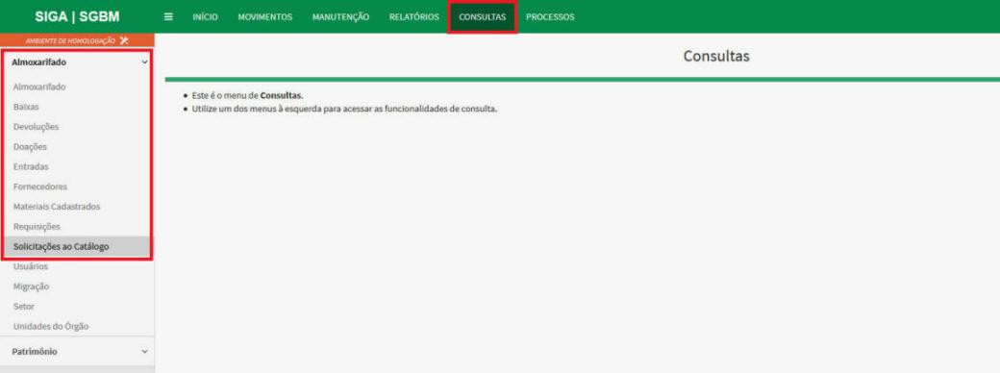 SIGA | SGBM
INÍCIO MOVIMENTOS MANUTENÇÃO RELATÓRIOS CONSULTAS PROCESSOS
AMBIENTE DE HOMOLOGAÇÃO
Almoxarifado
Almoxarifado
Baixas
Devoluções
Doações
Entradas
Fornecedores
Materiais Cadastrados
Requisições
Solicitações ao Catálogo
Usuários
Migração
Setor
Unidades do Órgão
Patrimônio
Consultas
Este é o menu de Consultas.
Utilize um dos menus à esquerda para acessar as funcionalidades de consulta.